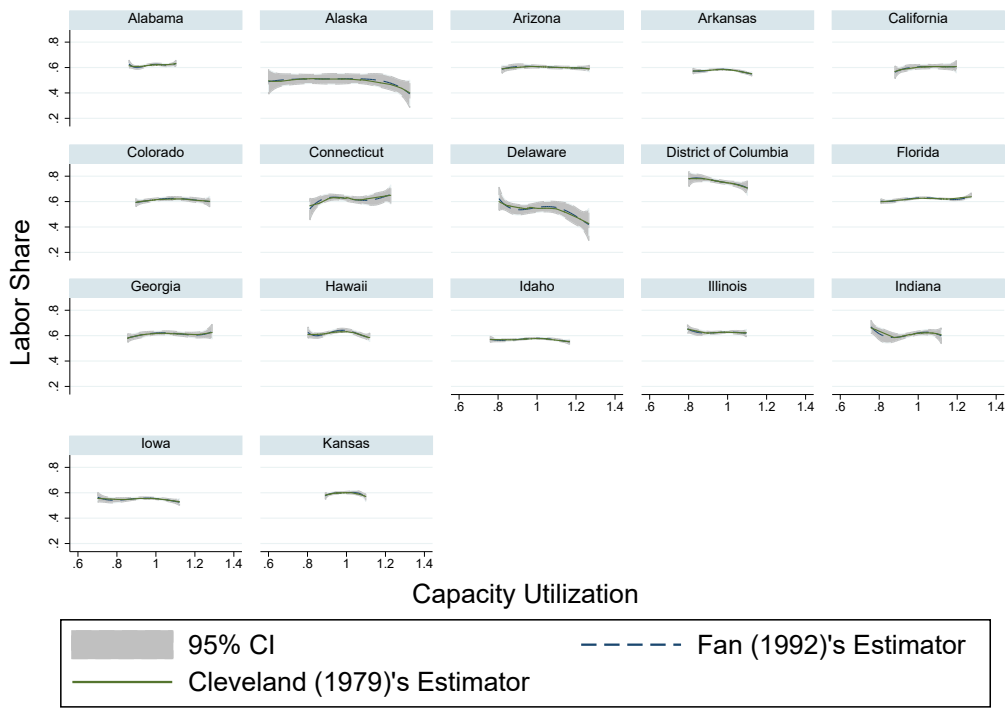 Alabama Alaska Arizona Arkansas California
.2 .4 .6 .8
Colorado Connecticut Delaware District of Columbia Florida
.2 .4 .6 .8
Georgia Hawaii Idaho Illinois Indiana
.2 .4 .6 .8
.6 .8 1 1.2 1.4 .6 .8 1 1.2 1.4 .6 .8 1 1.2 1.4
Iowa Kansas
.2 .4 .6 .8
.6 .8 1 1.2 1.4 .6 .8 1 1.2 1.4
Labor Share
Capacity Utilization
95% CI Fan (1992)'s Estimator
Cleveland (1979)'s Estimator